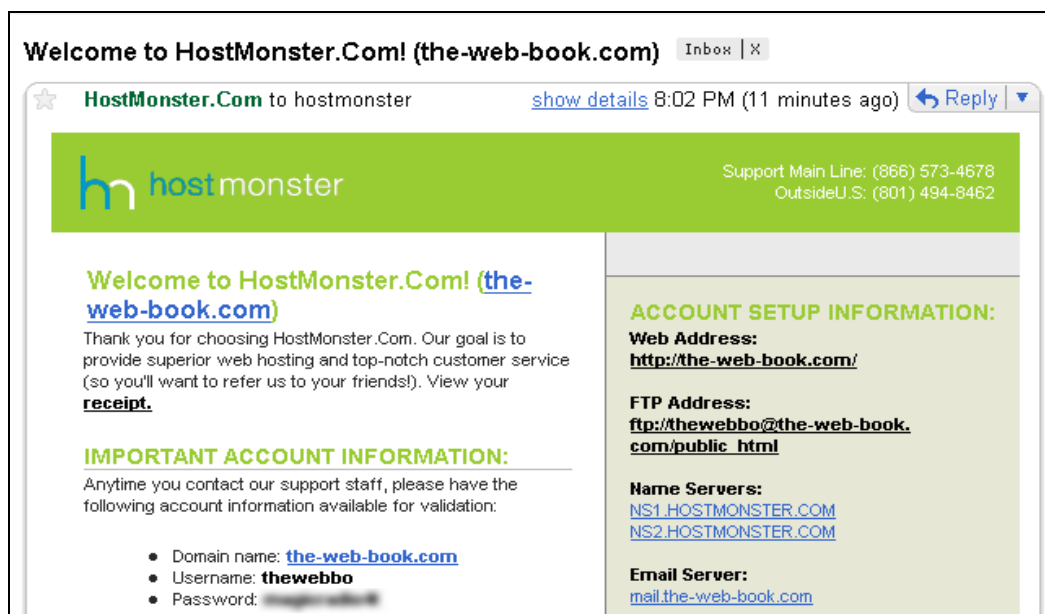 Welcome to HostMonster.Com! (the-web-book.com) Inbox X
HostMonster.Com to hostmonster show details 8:02 PM (11 minutes ago) Reply
hn hostmonster
Support Main Line: (866) 573-4678
OutsideU.S: (801) 494-8462
Welcome to HostMonster.Com! (the-
web-book.com)
Thank you for choosing HostMonster.Com. Our goal is to
provide superior web hosting and top-notch customer service
(so you'll want to refer us to your friends!). View your
receipt.
IMPORTANT ACCOUNT INFORMATION:
Anytime you contact our support staff, please have the
following account information available for validation:
● Domain name: the-web-book.com
● Username: thewebbo
● Password:
ACCOUNT SETUP INFORMATION:
Web Address:
http://the-web-book.com/
FTP Address:
ftp://thewebbo@the-web-book.
com/public_html
Name Servers:
NS1.HOSTMONSTER.COM
NS2.HOSTMONSTER.COM
Email Server:
mail.the-web-book.com